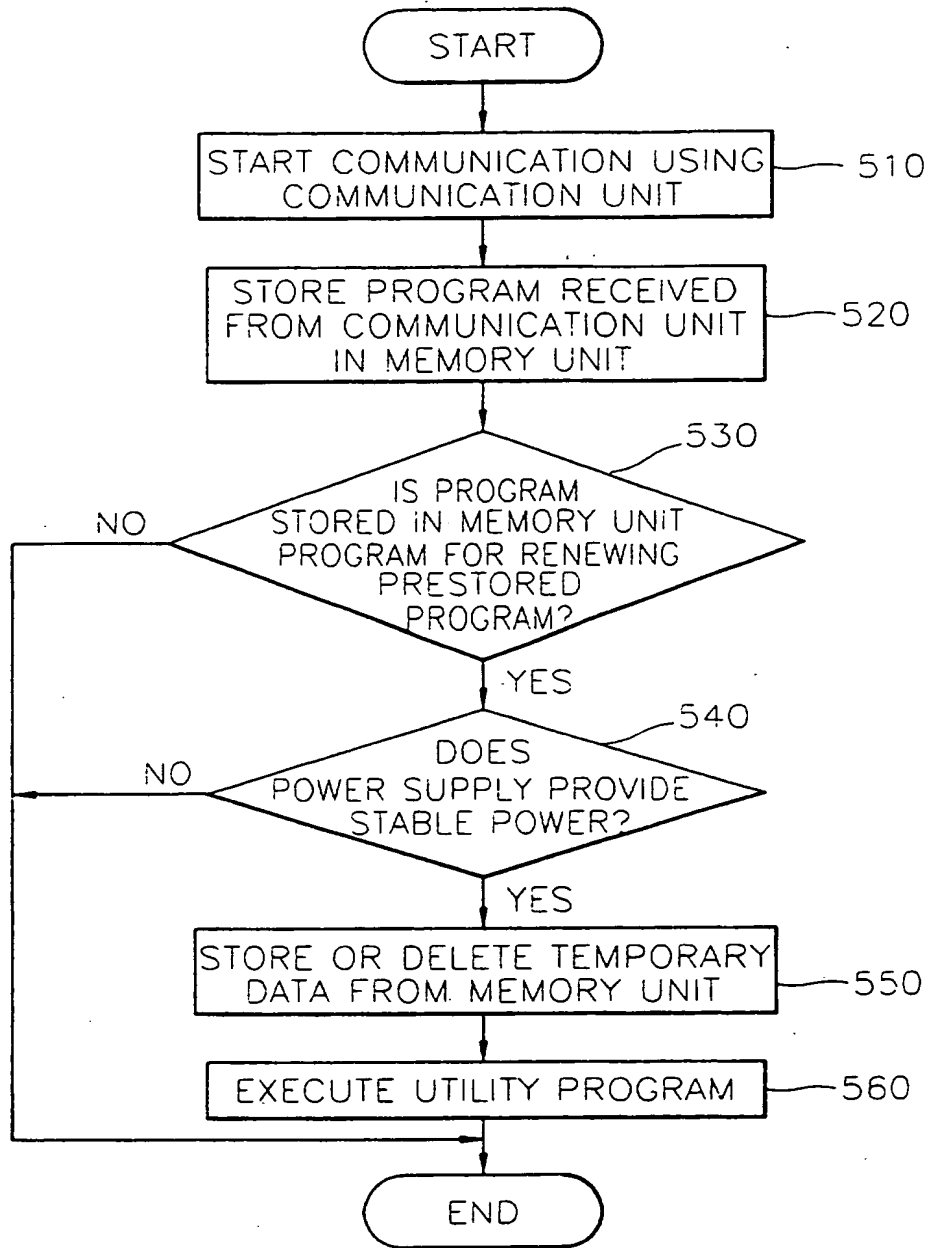 START
START COMMUNICATION USING
COMMUNICATION UNIT
510
STORE PROGRAM RECEIVED
FROM COMMUNICATION UNIT
IN MEMORY UNIT
520
530
IS PROGRAM
STORED IN MEMORY UNIT
PROGRAM FOR RENEWING
PRESTORED
PROGRAM?
NO
YES
540
DOES
POWER SUPPLY PROVIDE
STABLE POWER?
NO
YES
STORE OR DELETE TEMPORARY
DATA FROM MEMORY UNIT
550
EXECUTE UTILITY PROGRAM
560
END